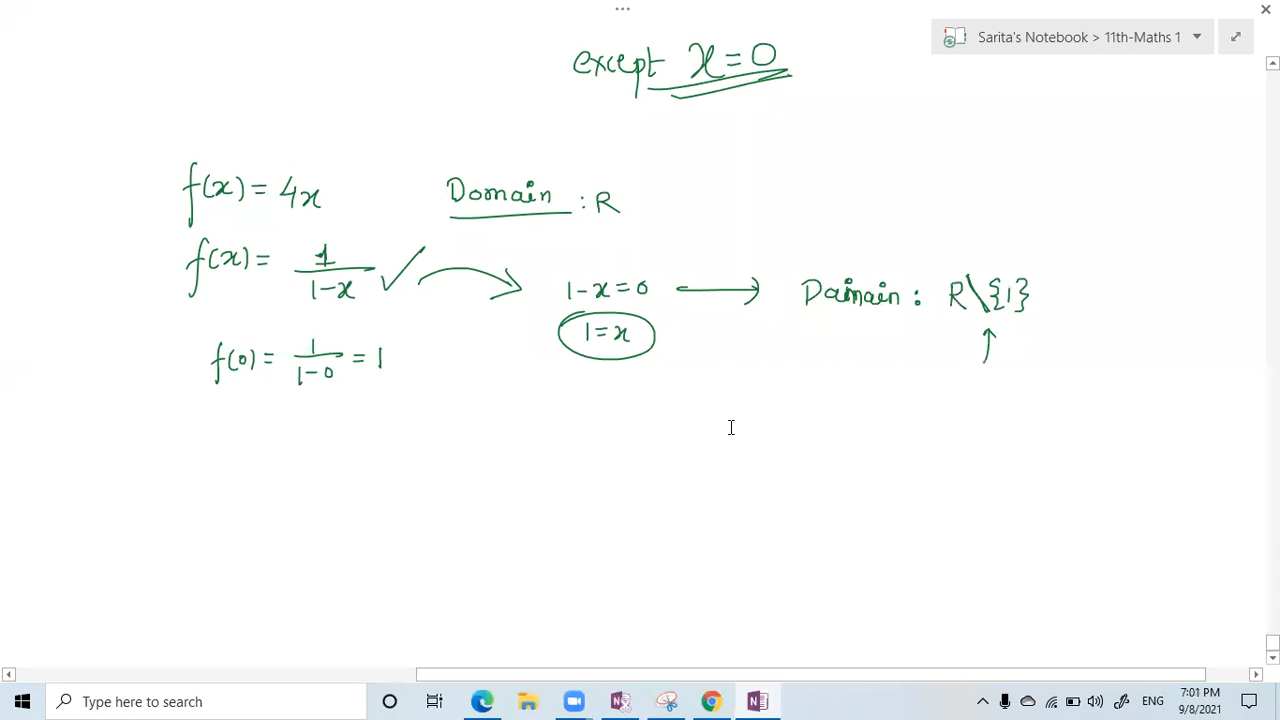 ...
Sarita's Notebook > 11th-Maths 1
except x=0
f(x) = 4x Domain : R
f(x) = 1/(1-x) ✓ 1-x=0 → Domain : R\{1}
1=x ↑
f(0) = 1/(1-0) = 1
Type here to search
ENG
7:01 PM
9/8/2021